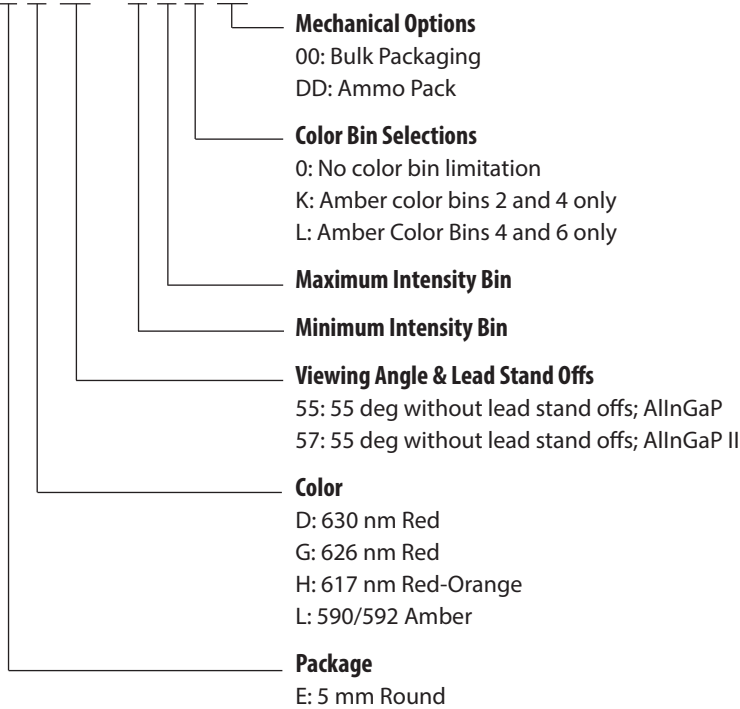 Mechanical Options
00: Bulk Packaging
DD: Ammo Pack
Color Bin Selections
0: No color bin limitation
K: Amber color bins 2 and 4 only
L: Amber Color Bins 4 and 6 only
Maximum Intensity Bin
Minimum Intensity Bin
Viewing Angle & Lead Stand Offs
55: 55 deg without lead stand offs; AlInGaP
57: 55 deg without lead stand offs; AlInGaP II
Color
D: 630 nm Red
G: 626 nm Red
H: 617 nm Red-Orange
L: 590/592 Amber
Package
E: 5 mm Round